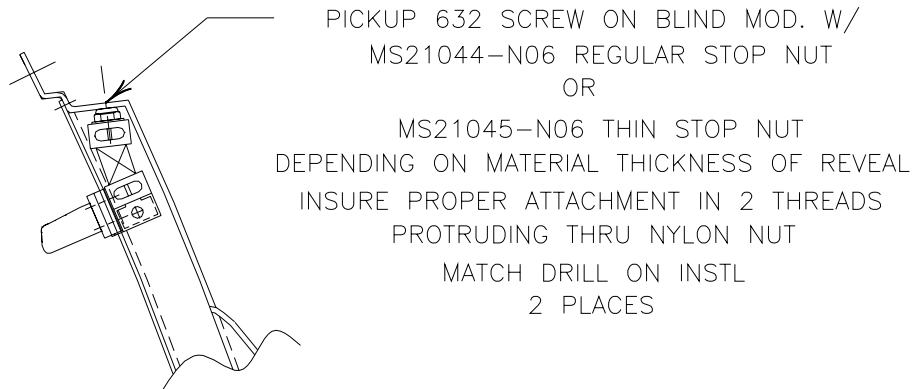 PICKUP 632 SCREW ON BLIND MOD. W/
MS21044-N06 REGULAR STOP NUT
OR
MS21045-N06 THIN STOP NUT
DEPENDING ON MATERIAL THICKNESS OF REVEAL
INSURE PROPER ATTACHMENT IN 2 THREADS
PROTRUDING THRU NYLON NUT
MATCH DRILL ON INSTL
2 PLACES